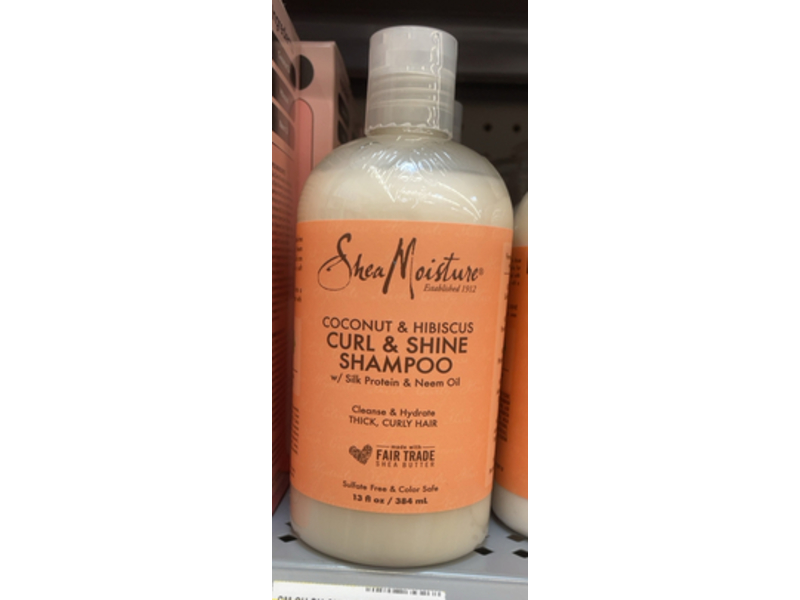 SheaMoisture®
Established 1912
COCONUT & HIBISCUS
CURL & SHINE
SHAMPOO
w/ Silk Protein & Neem Oil
Cleanse & Hydrate
THICK, CURLY HAIR
made with
FAIR TRADE
SHEA BUTTER
Sulfate Free & Color Safe
13 fl oz / 384 mL